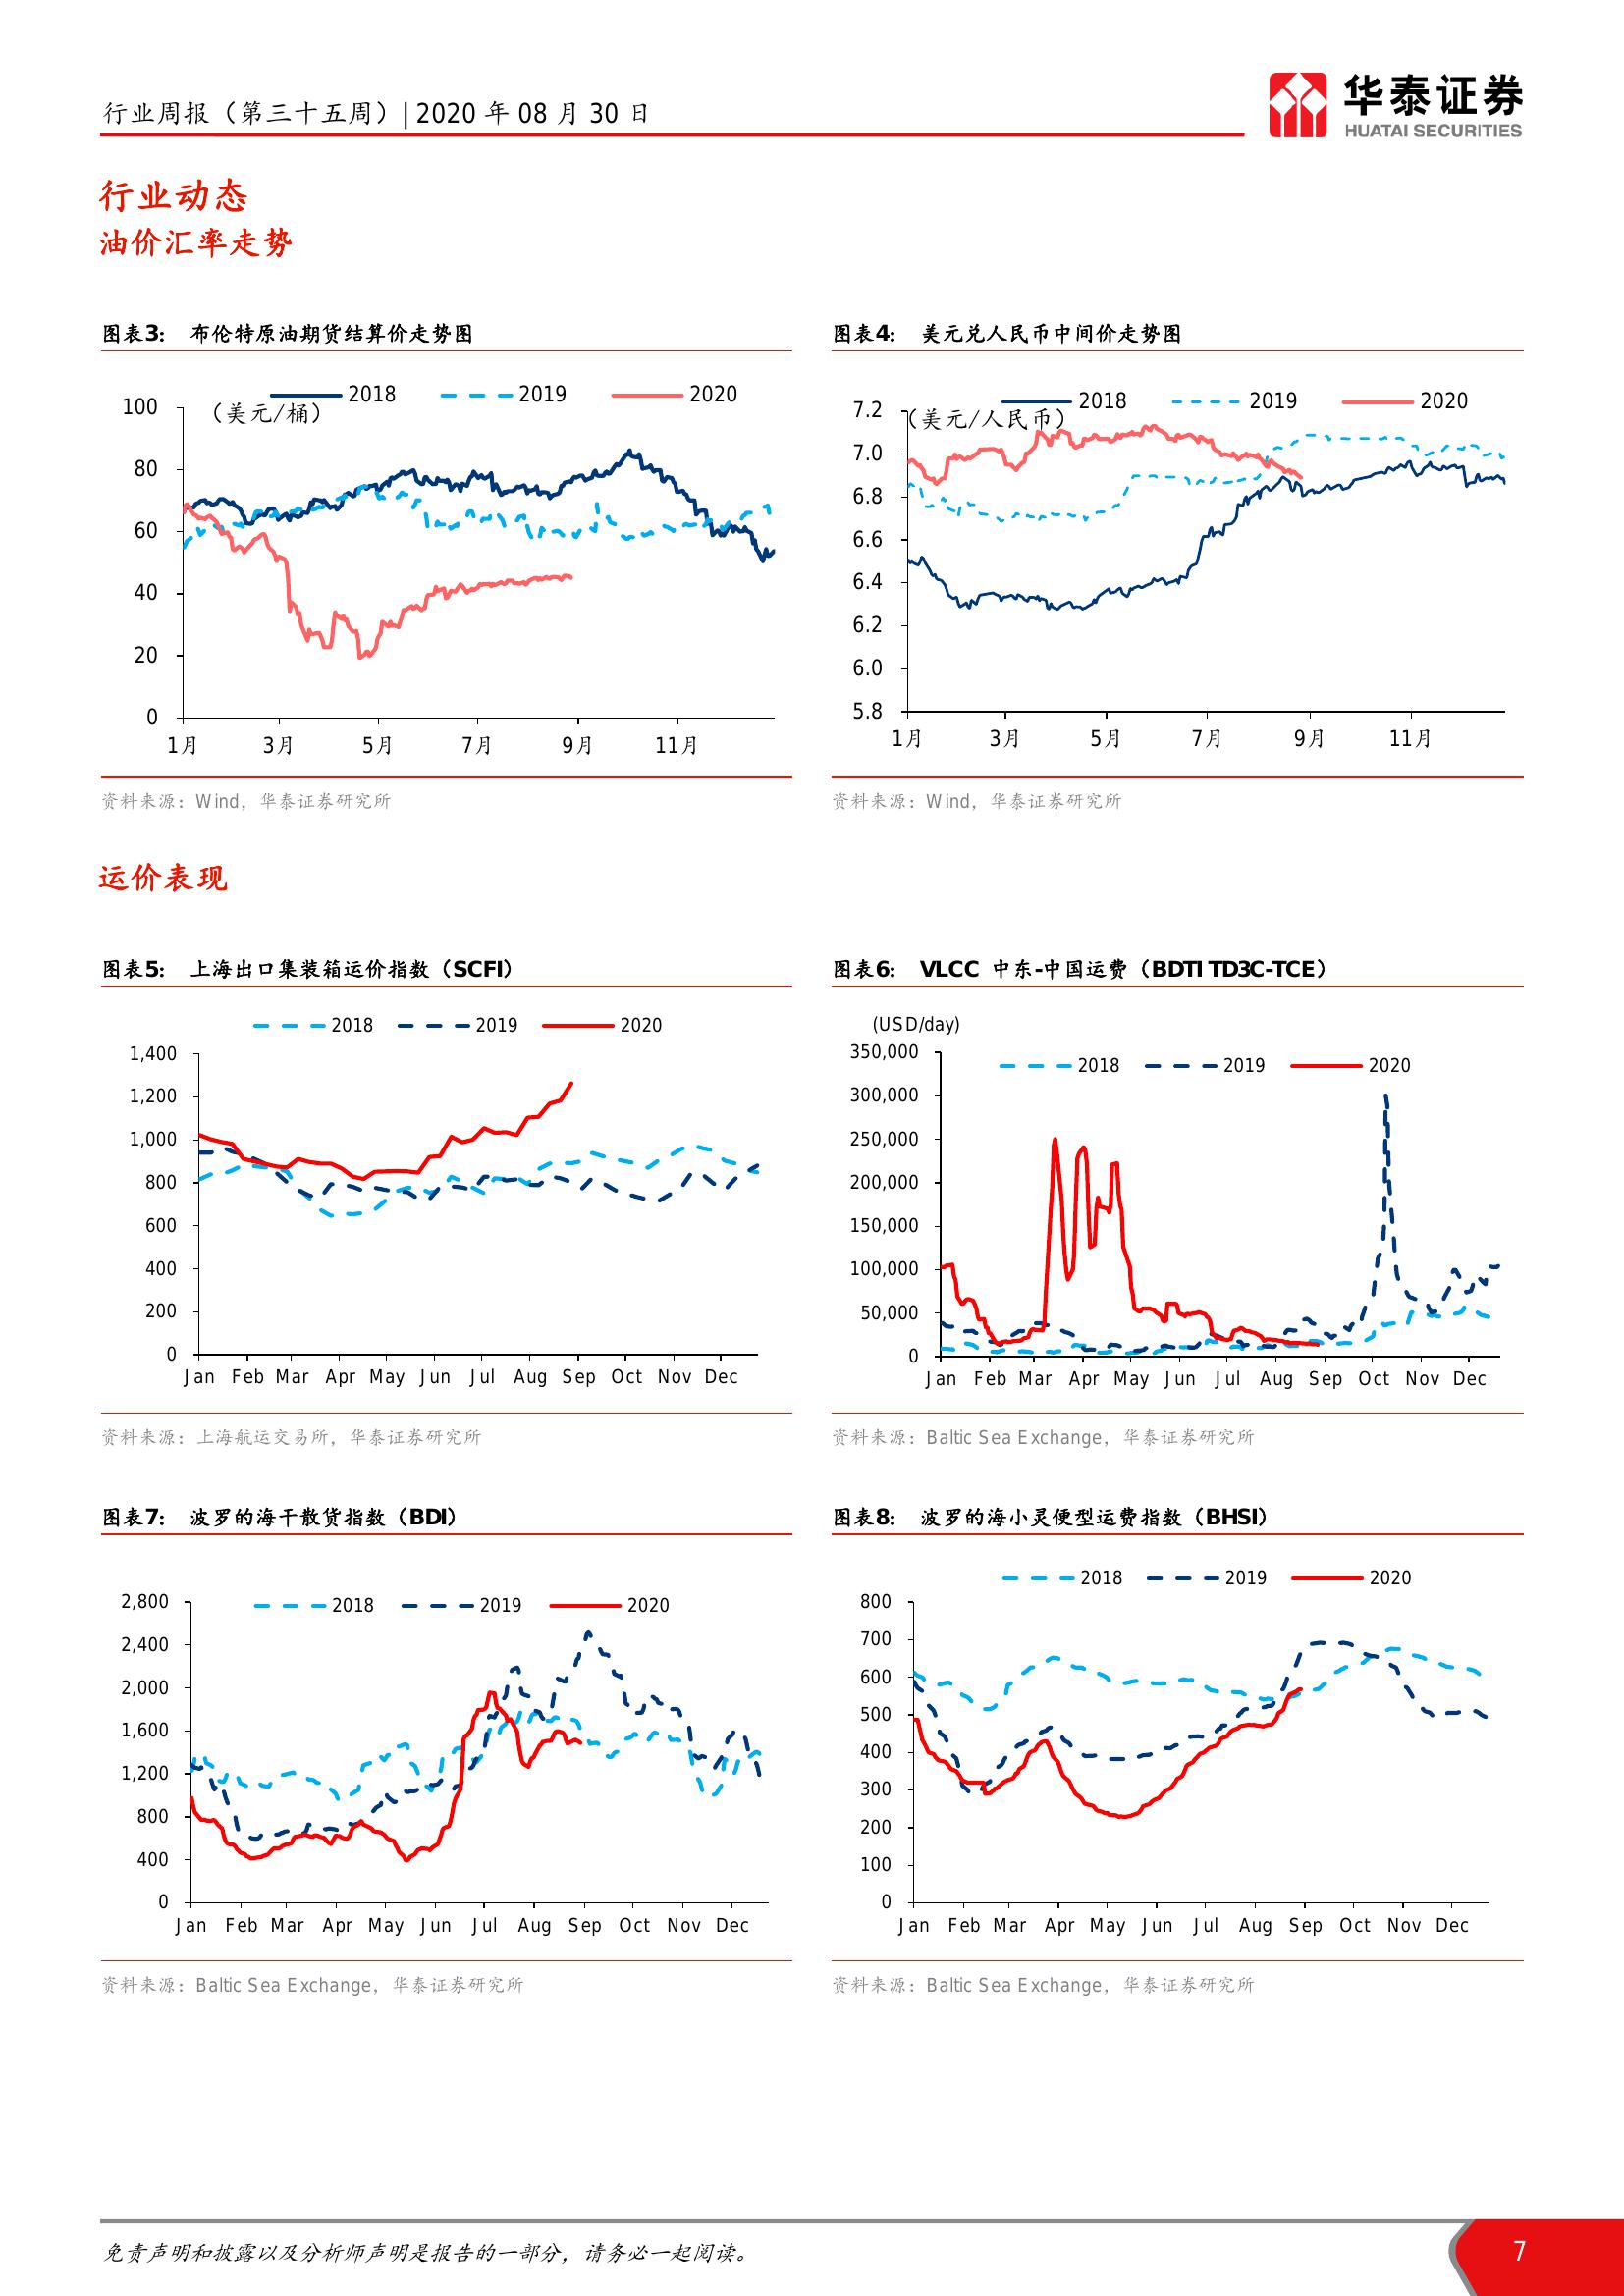 行业周报（第三十五周）| 2020 年 08 月 30 日
华泰证券
HUATAI SECURITIES
行业动态
油价汇率走势
图表3： 布伦特原油期货结算价走势图
2018 2019 2020
（美元/桶）
100
80
60
40
20
0
1月 3月 5月 7月 9月 11月
资料来源：Wind，华泰证券研究所
图表4： 美元兑人民币中间价走势图
2018 2019 2020
（美元/人民币）
7.2
7.0
6.8
6.6
6.4
6.2
6.0
5.8
1月 3月 5月 7月 9月 11月
资料来源：Wind，华泰证券研究所
运价表现
图表5： 上海出口集装箱运价指数（SCFI）
2018 2019 2020
1,400
1,200
1,000
800
600
400
200
0
Jan Feb Mar Apr May Jun Jul Aug Sep Oct Nov Dec
资料来源：上海航运交易所，华泰证券研究所
图表6： VLCC 中东-中国运费（BDTI TD3C-TCE）
(USD/day)
2018 2019 2020
350,000
300,000
250,000
200,000
150,000
100,000
50,000
0
Jan Feb Mar Apr May Jun Jul Aug Sep Oct Nov Dec
资料来源：Baltic Sea Exchange，华泰证券研究所
图表7： 波罗的海干散货指数（BDI）
2018 2019 2020
2,800
2,400
2,000
1,600
1,200
800
400
0
Jan Feb Mar Apr May Jun Jul Aug Sep Oct Nov Dec
资料来源：Baltic Sea Exchange，华泰证券研究所
图表8： 波罗的海小灵便型运费指数（BHSI）
2018 2019 2020
800
700
600
500
400
300
200
100
0
Jan Feb Mar Apr May Jun Jul Aug Sep Oct Nov Dec
资料来源：Baltic Sea Exchange，华泰证券研究所
免责声明和披露以及分析师声明是报告的一部分，请务必一起阅读。
7